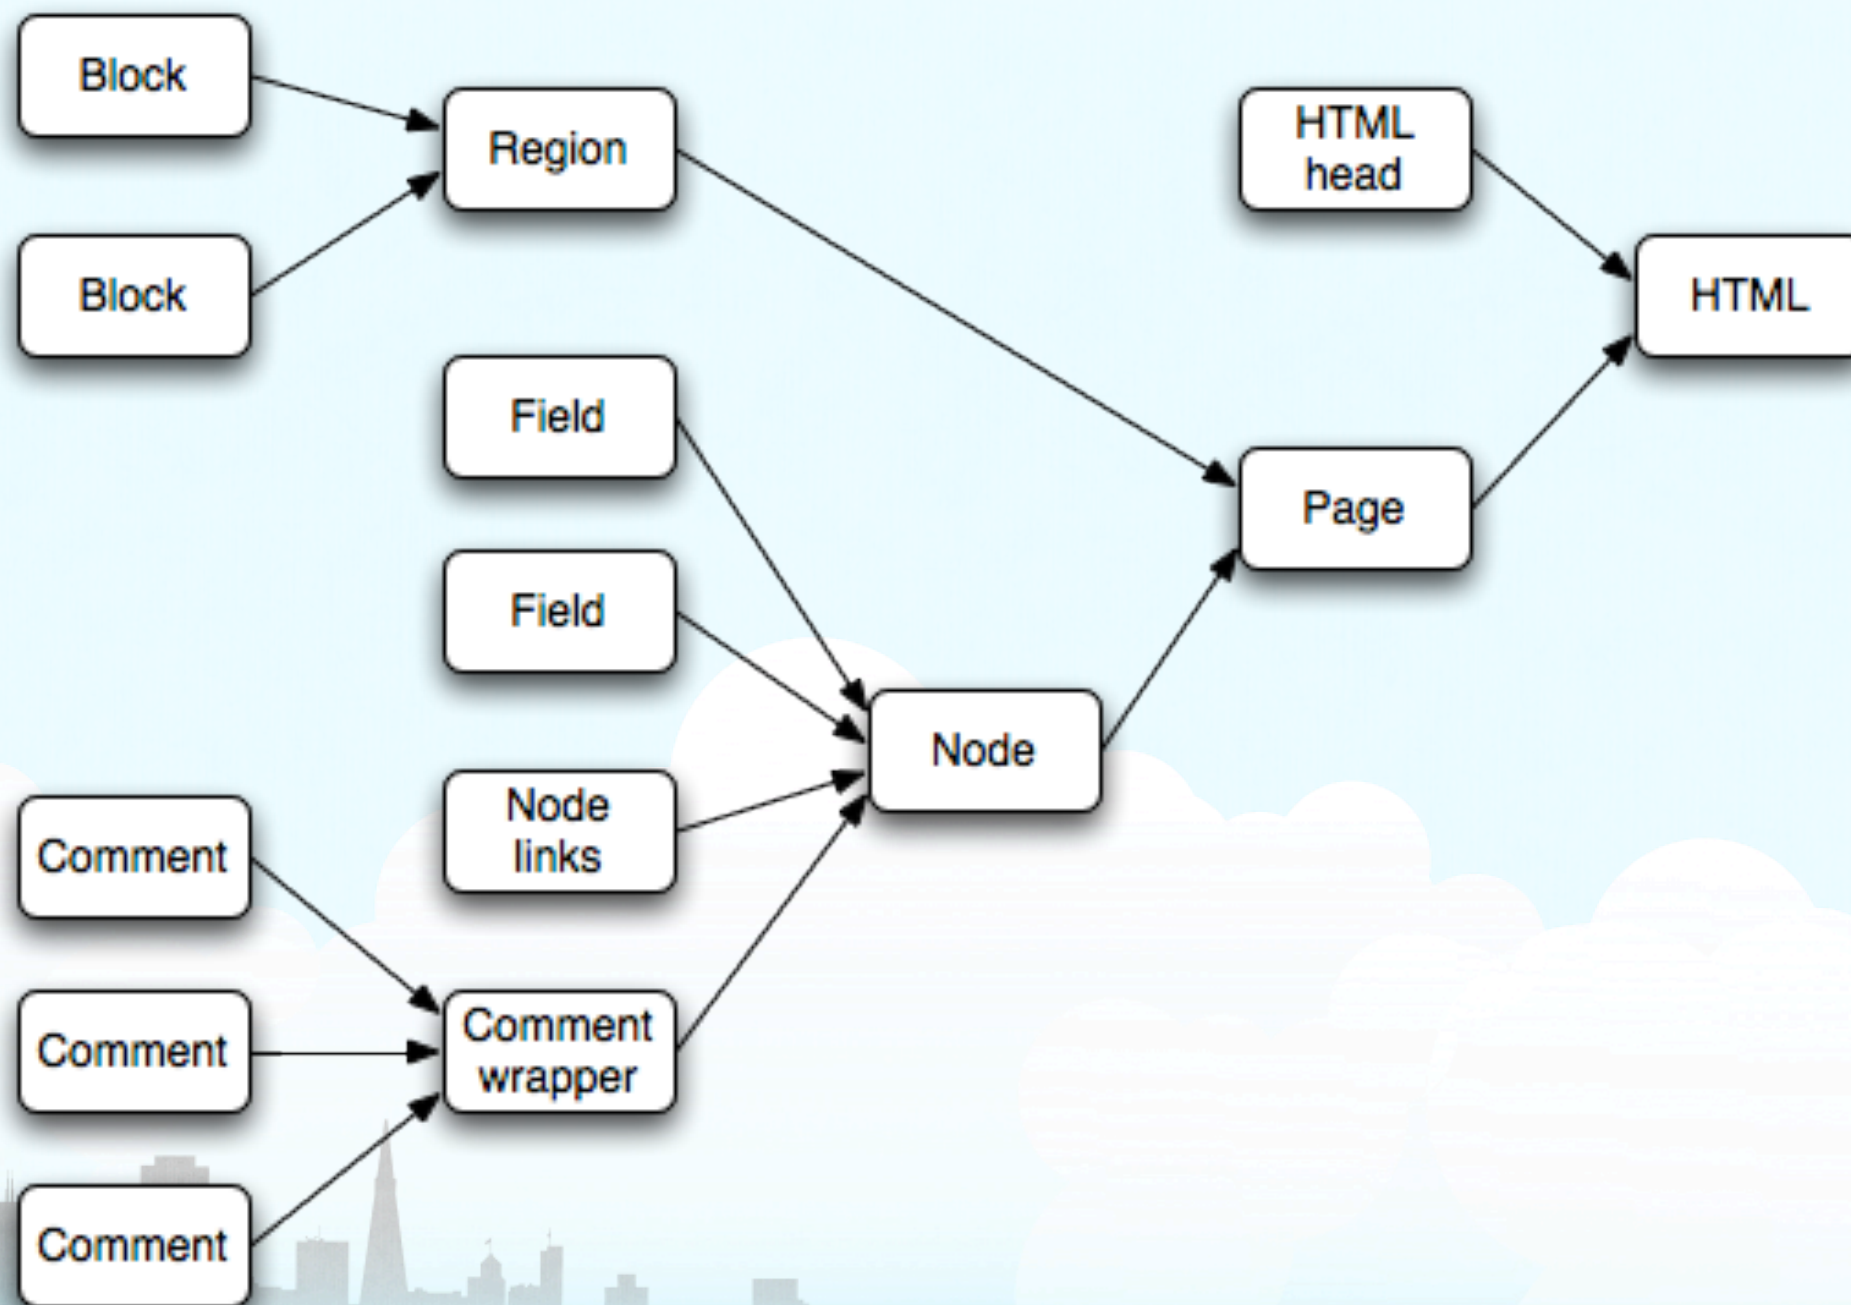 Block
Region
HTML
head
Block
HTML
Field
Page
Field
Node
Node
links
Comment
Comment
Comment
wrapper
Comment